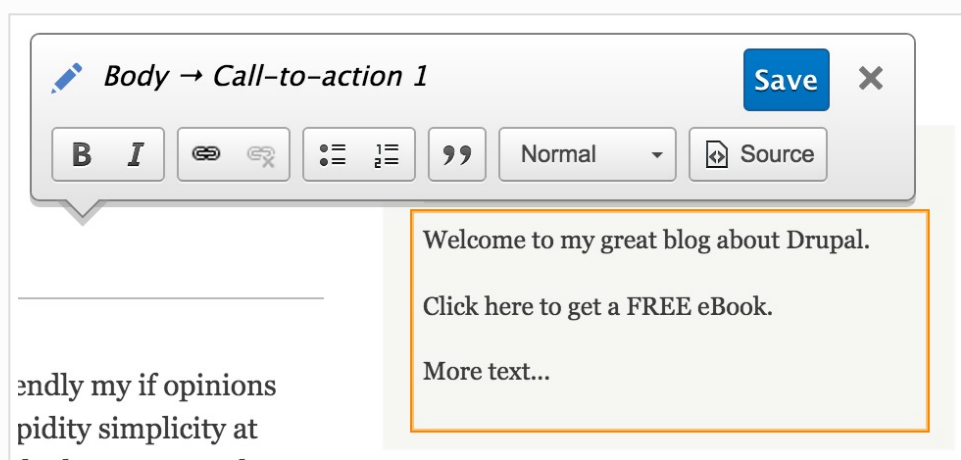 Body → Call-to-action 1
Save
B I
Normal
Source
Welcome to my great blog about Drupal.
Click here to get a FREE eBook.
More text...
endly my if opinions
pidity simplicity at